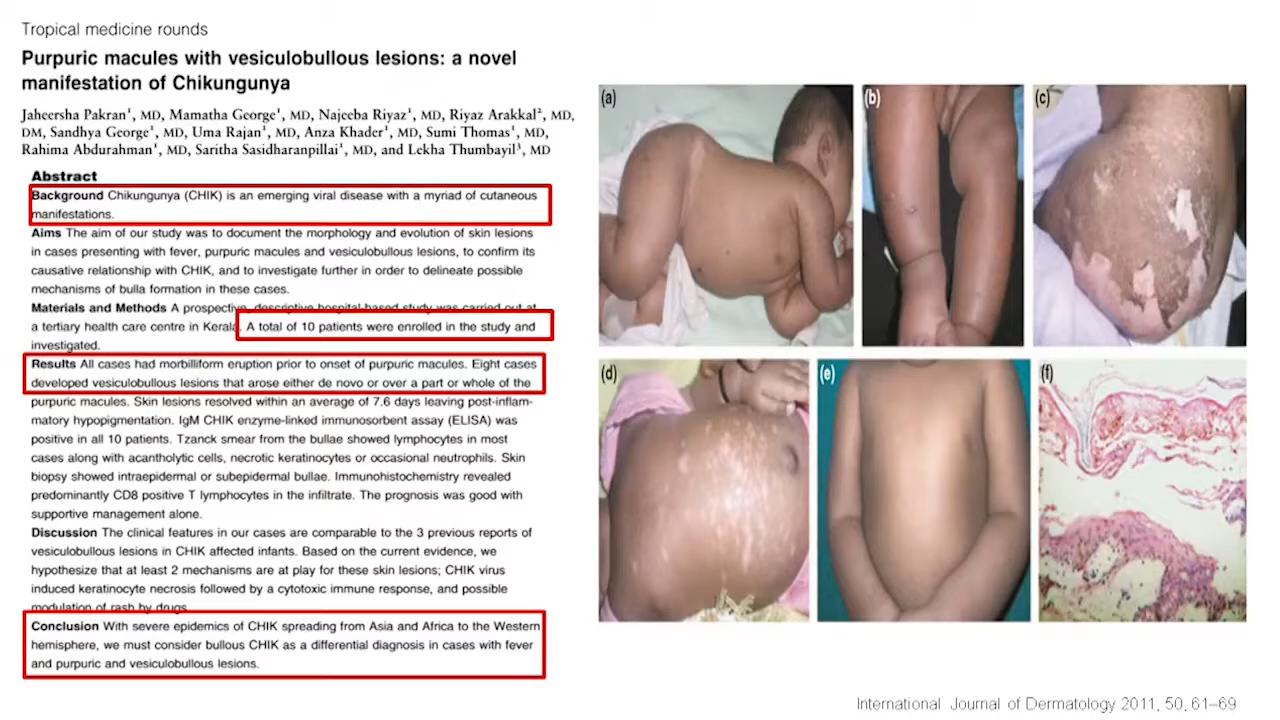 Tropical medicine rounds
Purpuric macules with vesiculobullous lesions: a novel
manifestation of Chikungunya
Jaheersha Pakran¹, MD, Mamatha George¹, MD, Najeeba Riyaz¹, MD, Riyaz Arakkal², MD,
DM, Sandhya George¹, MD, Uma Rajan¹, MD, Anza Khader¹, MD, Sumi Thomas¹, MD,
Rahima Abdurahman¹, MD, Saritha Sasidharanpillai¹, MD, and Lekha Thumbayil³, MD
Abstract
Background Chikungunya (CHIK) is an emerging viral disease with a myriad of cutaneous
manifestations.
Aims The aim of our study was to document the morphology and evolution of skin lesions
in cases presenting with fever, purpuric macules and vesiculobullous lesions, to confirm its
causative relationship with CHIK, and to investigate further in order to delineate possible
mechanisms of bulla formation in these cases.
Materials and Methods A prospective, descriptive hospital-based study was carried out at
a tertiary health care centre in Kerala. A total of 10 patients were enrolled in the study and
investigated.
Results All cases had morbilliform eruption prior to onset of purpuric macules. Eight cases
developed vesiculobullous lesions that arose either de novo or over a part or whole of the
purpuric macules. Skin lesions resolved within an average of 7.6 days leaving post-inflam-
matory hypopigmentation. IgM CHIK enzyme-linked immunosorbent assay (ELISA) was
positive in all 10 patients. Tzanck smear from the bullae showed lymphocytes in most
cases along with acantholytic cells, necrotic keratinocytes or occasional neutrophils. Skin
biopsy showed intraepidermal or subepidermal bullae. Immunohistochemistry revealed
predominantly CD8 positive T lymphocytes in the infiltrate. The prognosis was good with
supportive management alone.
Discussion The clinical features in our cases are comparable to the 3 previous reports of
vesiculobullous lesions in CHIK affected infants. Based on the current evidence, we
hypothesize that at least 2 mechanisms are at play for these skin lesions; CHIK virus
induced keratinocyte necrosis followed by a cytotoxic immune response, and possible
modulation of rash by drugs.
Conclusion With severe epidemics of CHIK spreading from Asia and Africa to the Western
hemisphere, we must consider bullous CHIK as a differential diagnosis in cases with fever
and purpuric and vesiculobullous lesions.
(a)
(b)
(c)
(d)
(e)
(f)
International Journal of Dermatology 2011, 50, 61–69